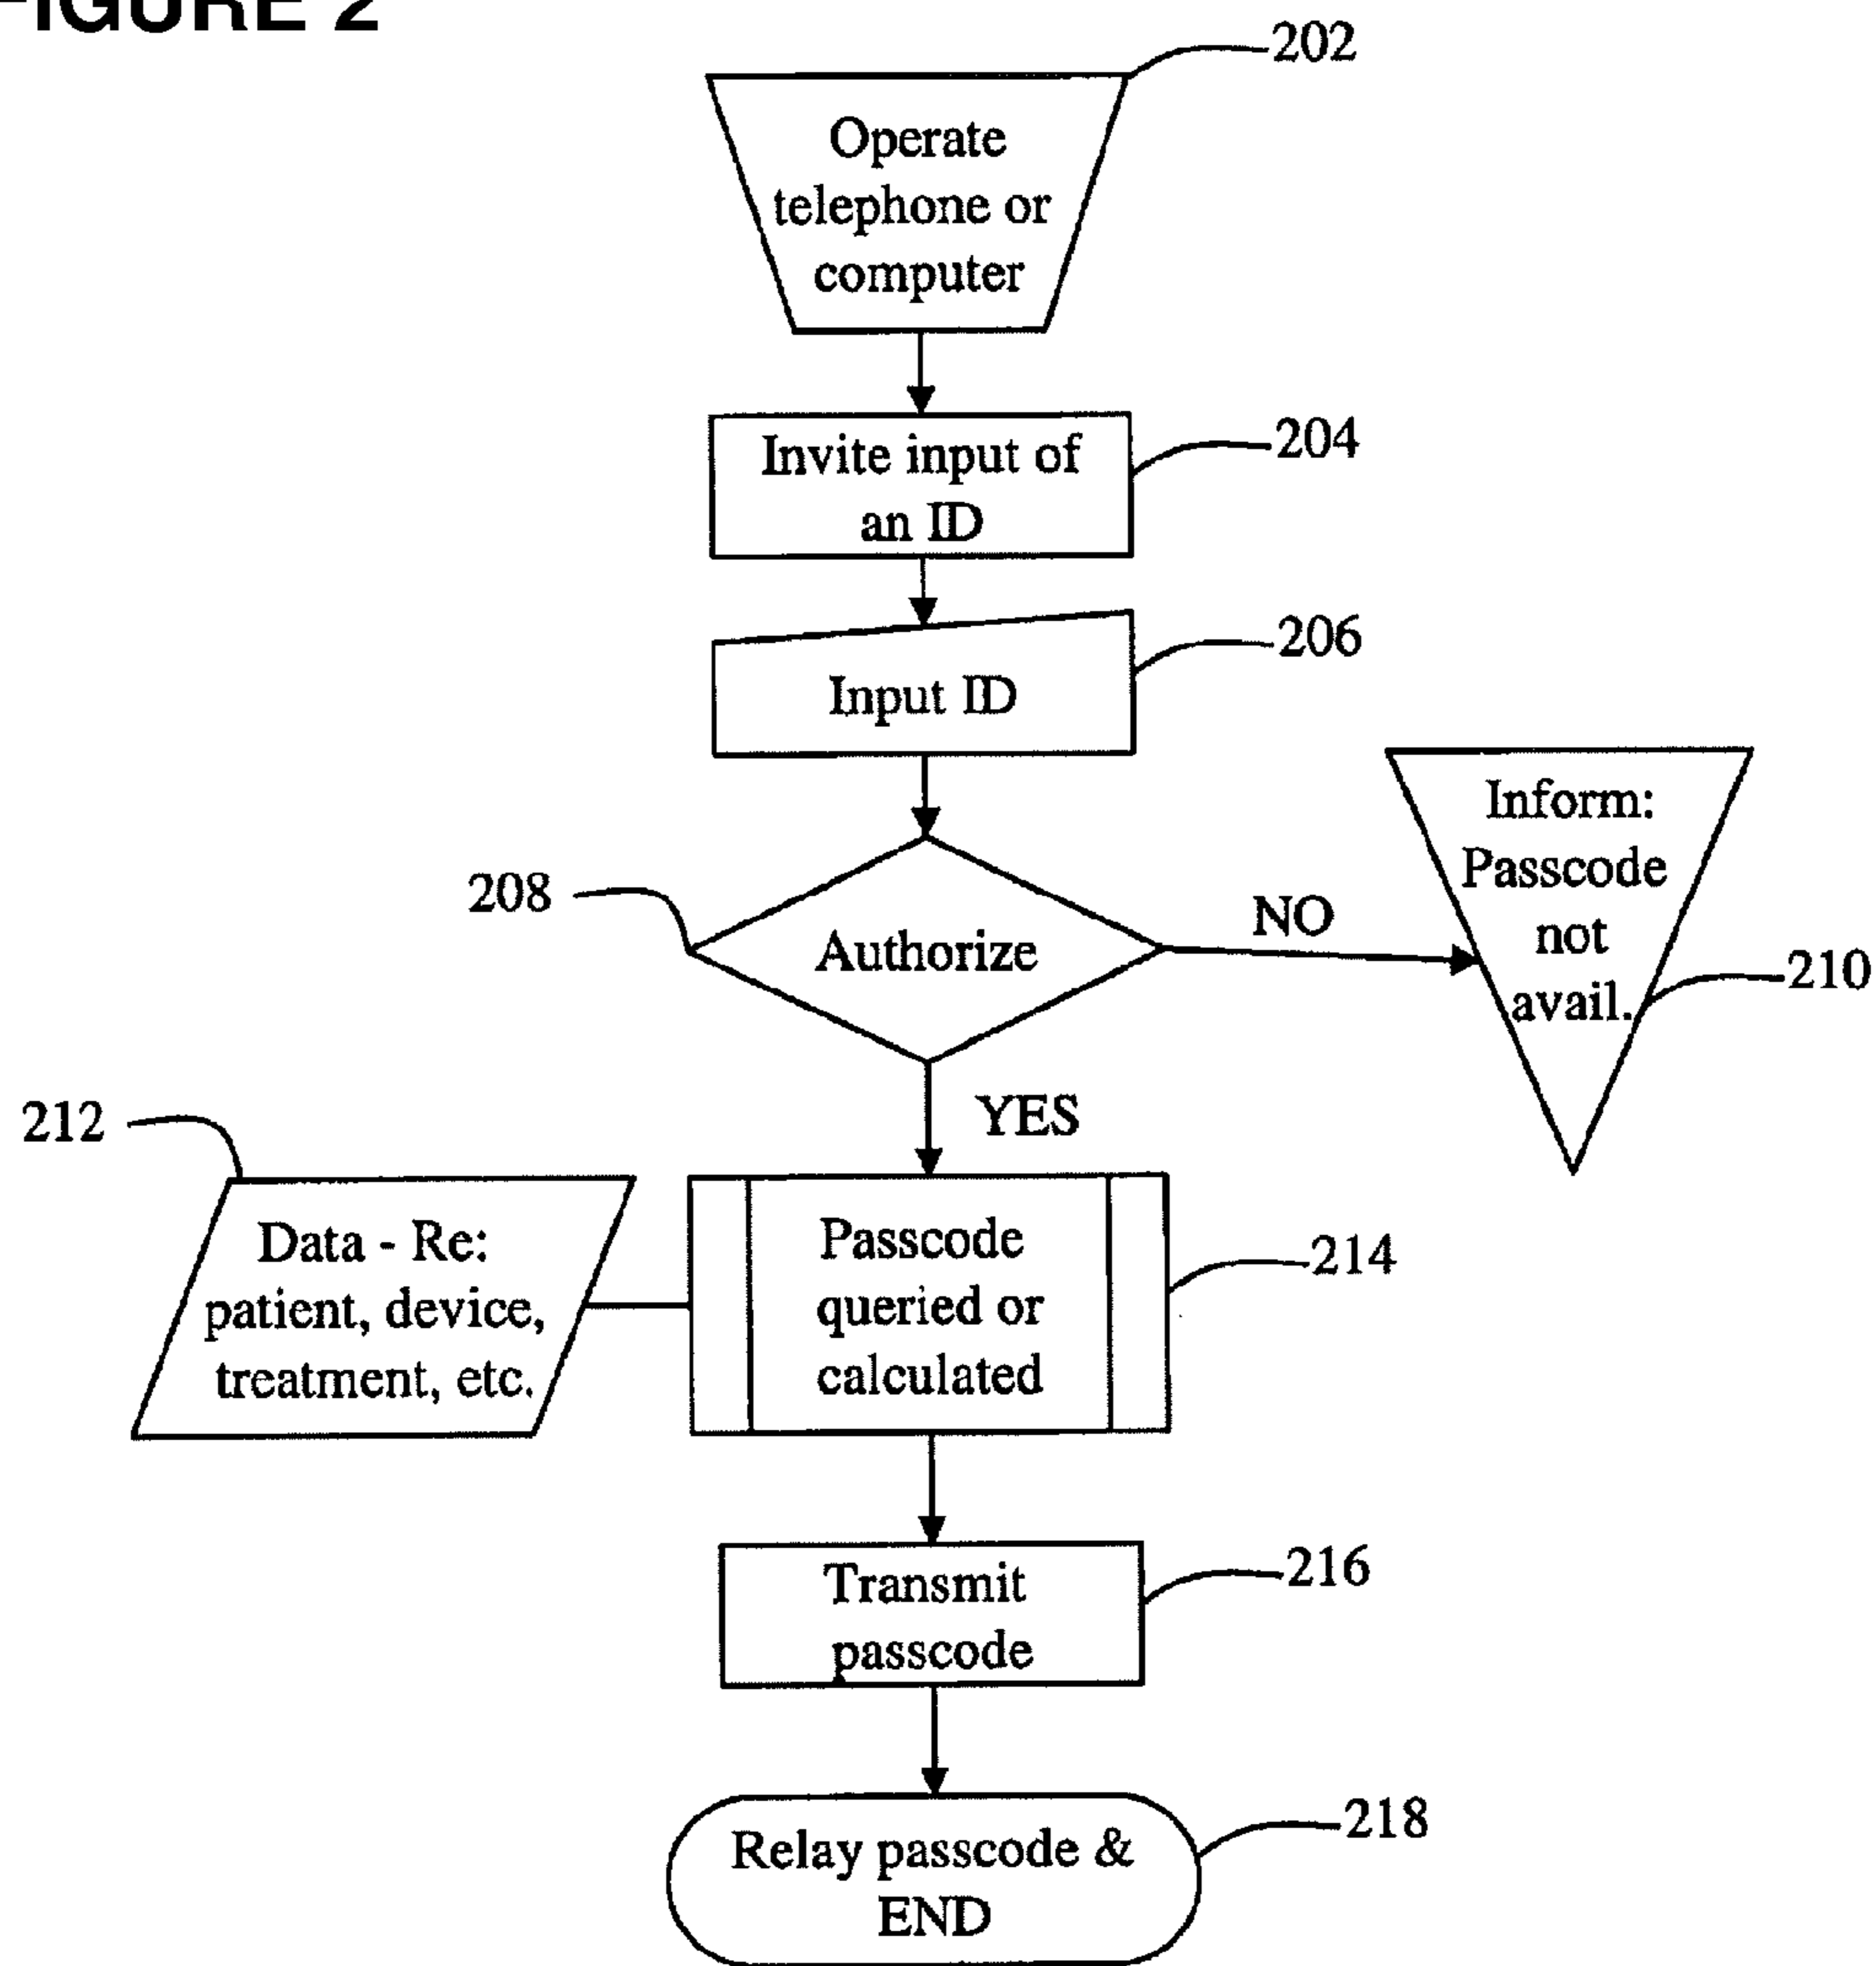 FIGURE 2
202
Operate
telephone or
computer
Invite input of
an ID
204
Input ID
206
208
Authorize
NO
Inform:
Passcode
not
avail.
210
YES
212
Data - Re:
patient, device,
treatment, etc.
Passcode
queried or
calculated
214
Transmit
passcode
216
Relay passcode &
END
218